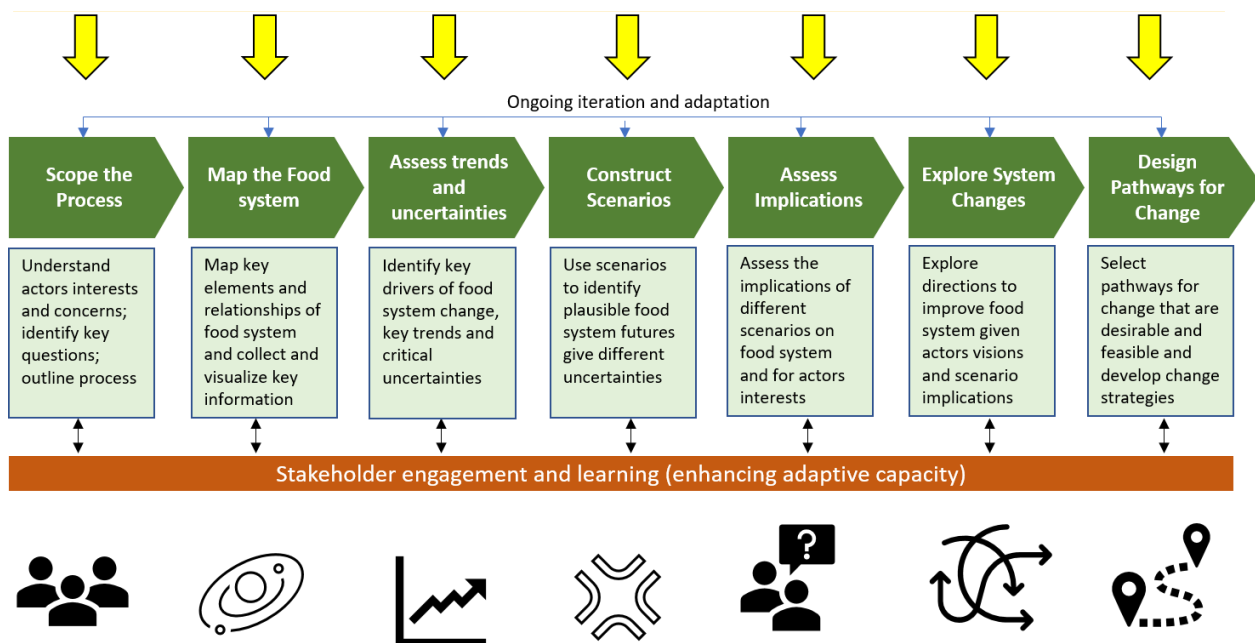 Ongoing iteration and adaptation
Scope the
Process
Map the Food
system
Assess trends
and
uncertainties
Construct
Scenarios
Assess
Implications
Explore System
Changes
Design
Pathways for
Change
Understand
actors interests
and concerns;
identify key
questions;
outline process
Map key
elements and
relationships of
food system
and collect and
visualize key
information
Identify key
drivers of food
system change,
key trends and
critical
uncertainties
Use scenarios
to identify
plausible food
system futures
give different
uncertainties
Assess the
implications of
different
scenarios on
food system
and for actors
interests
Explore
directions to
improve food
system given
actors visions
and scenario
implications
Select
pathways for
change that are
desirable and
feasible and
develop change
strategies
Stakeholder engagement and learning (enhancing adaptive capacity)
?